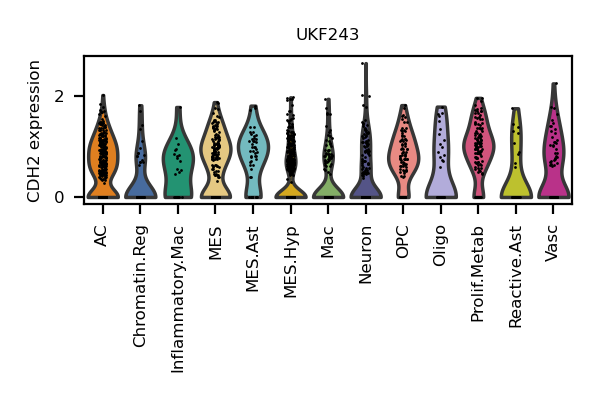 UKF243
CDH2 expression
2
0
AC
Chromatin.Reg
Inflammatory.Mac
MES
MES.Ast
MES.Hyp
Mac
Neuron
OPC
Oligo
Prolif.Metab
Reactive.Ast
Vasc